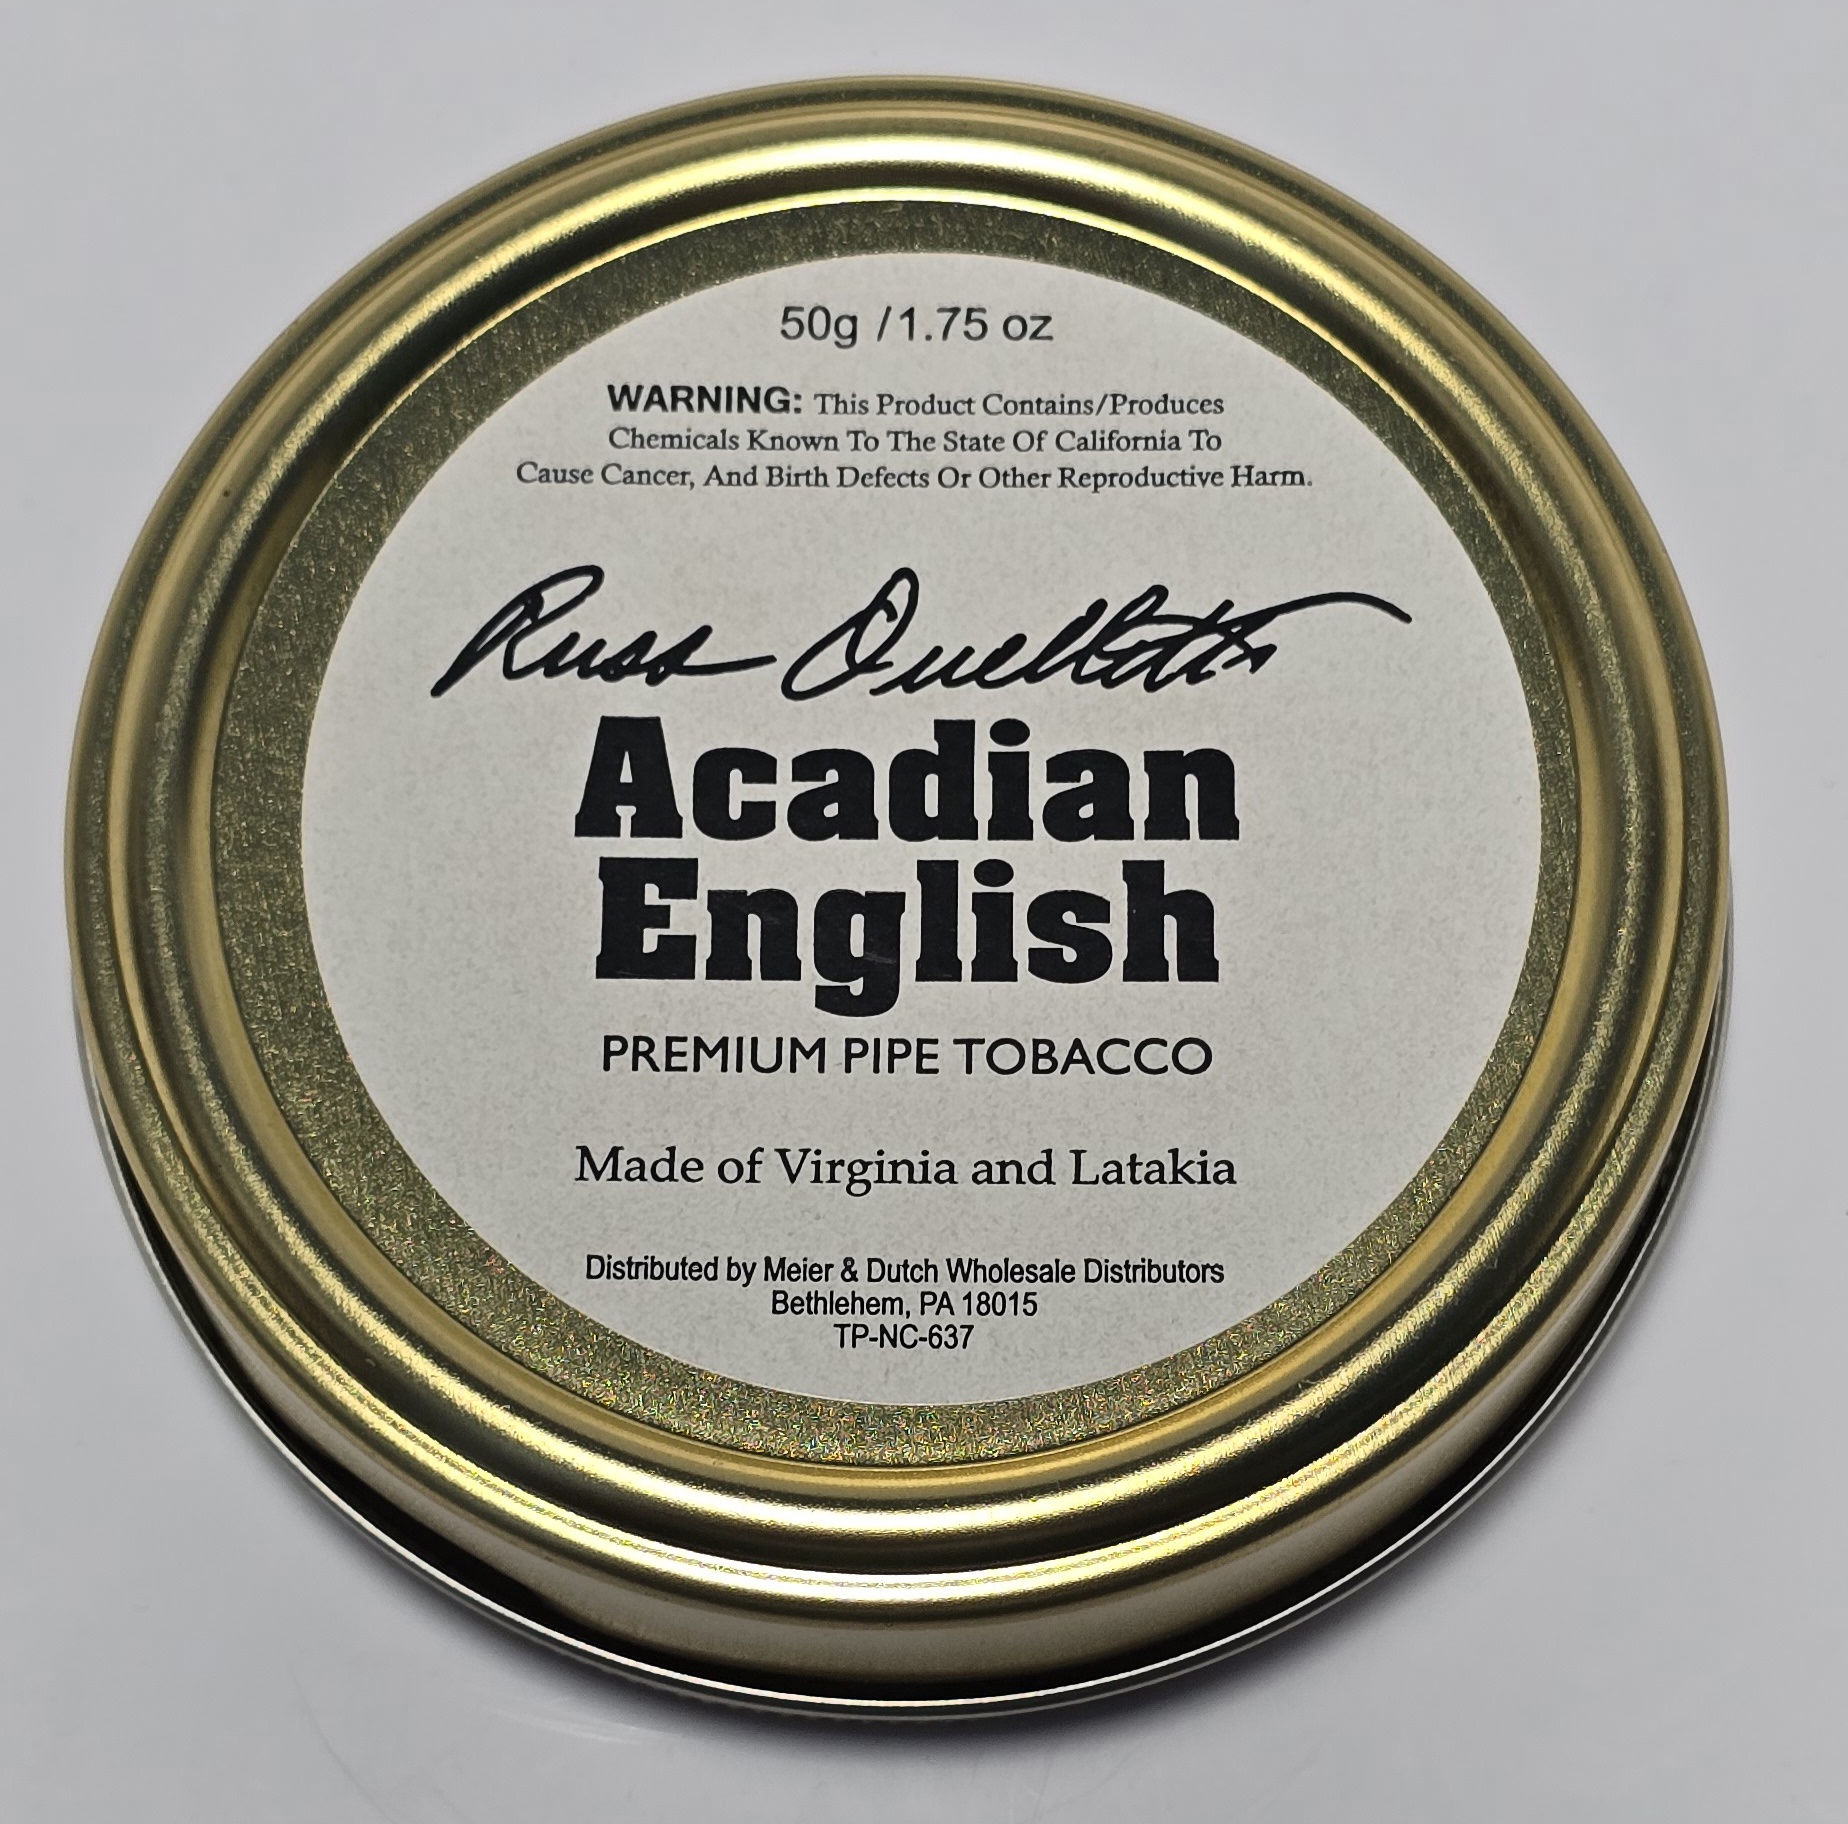 50g /1.75 oz
WARNING: This Product Contains/Produces
Chemicals Known To The State Of California To
Cause Cancer, And Birth Defects Or Other Reproductive Harm.
Russ Ouellette
Acadian
English
PREMIUM PIPE TOBACCO
Made of Virginia and Latakia
Distributed by Meier & Dutch Wholesale Distributors
Bethlehem, PA 18015
TP-NC-637